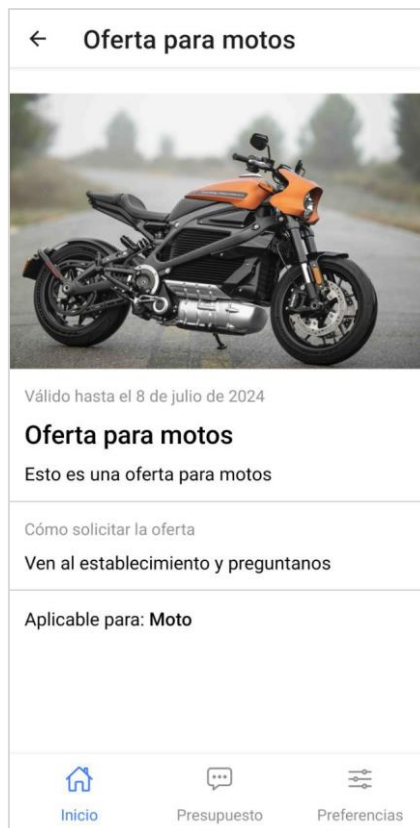 Oferta para motos
Válido hasta el 8 de julio de 2024
Oferta para motos
Esto es una oferta para motos
Cómo solicitar la oferta
Ven al establecimiento y preguntanos
Aplicable para: Moto
Inicio
Presupuesto
Preferencias